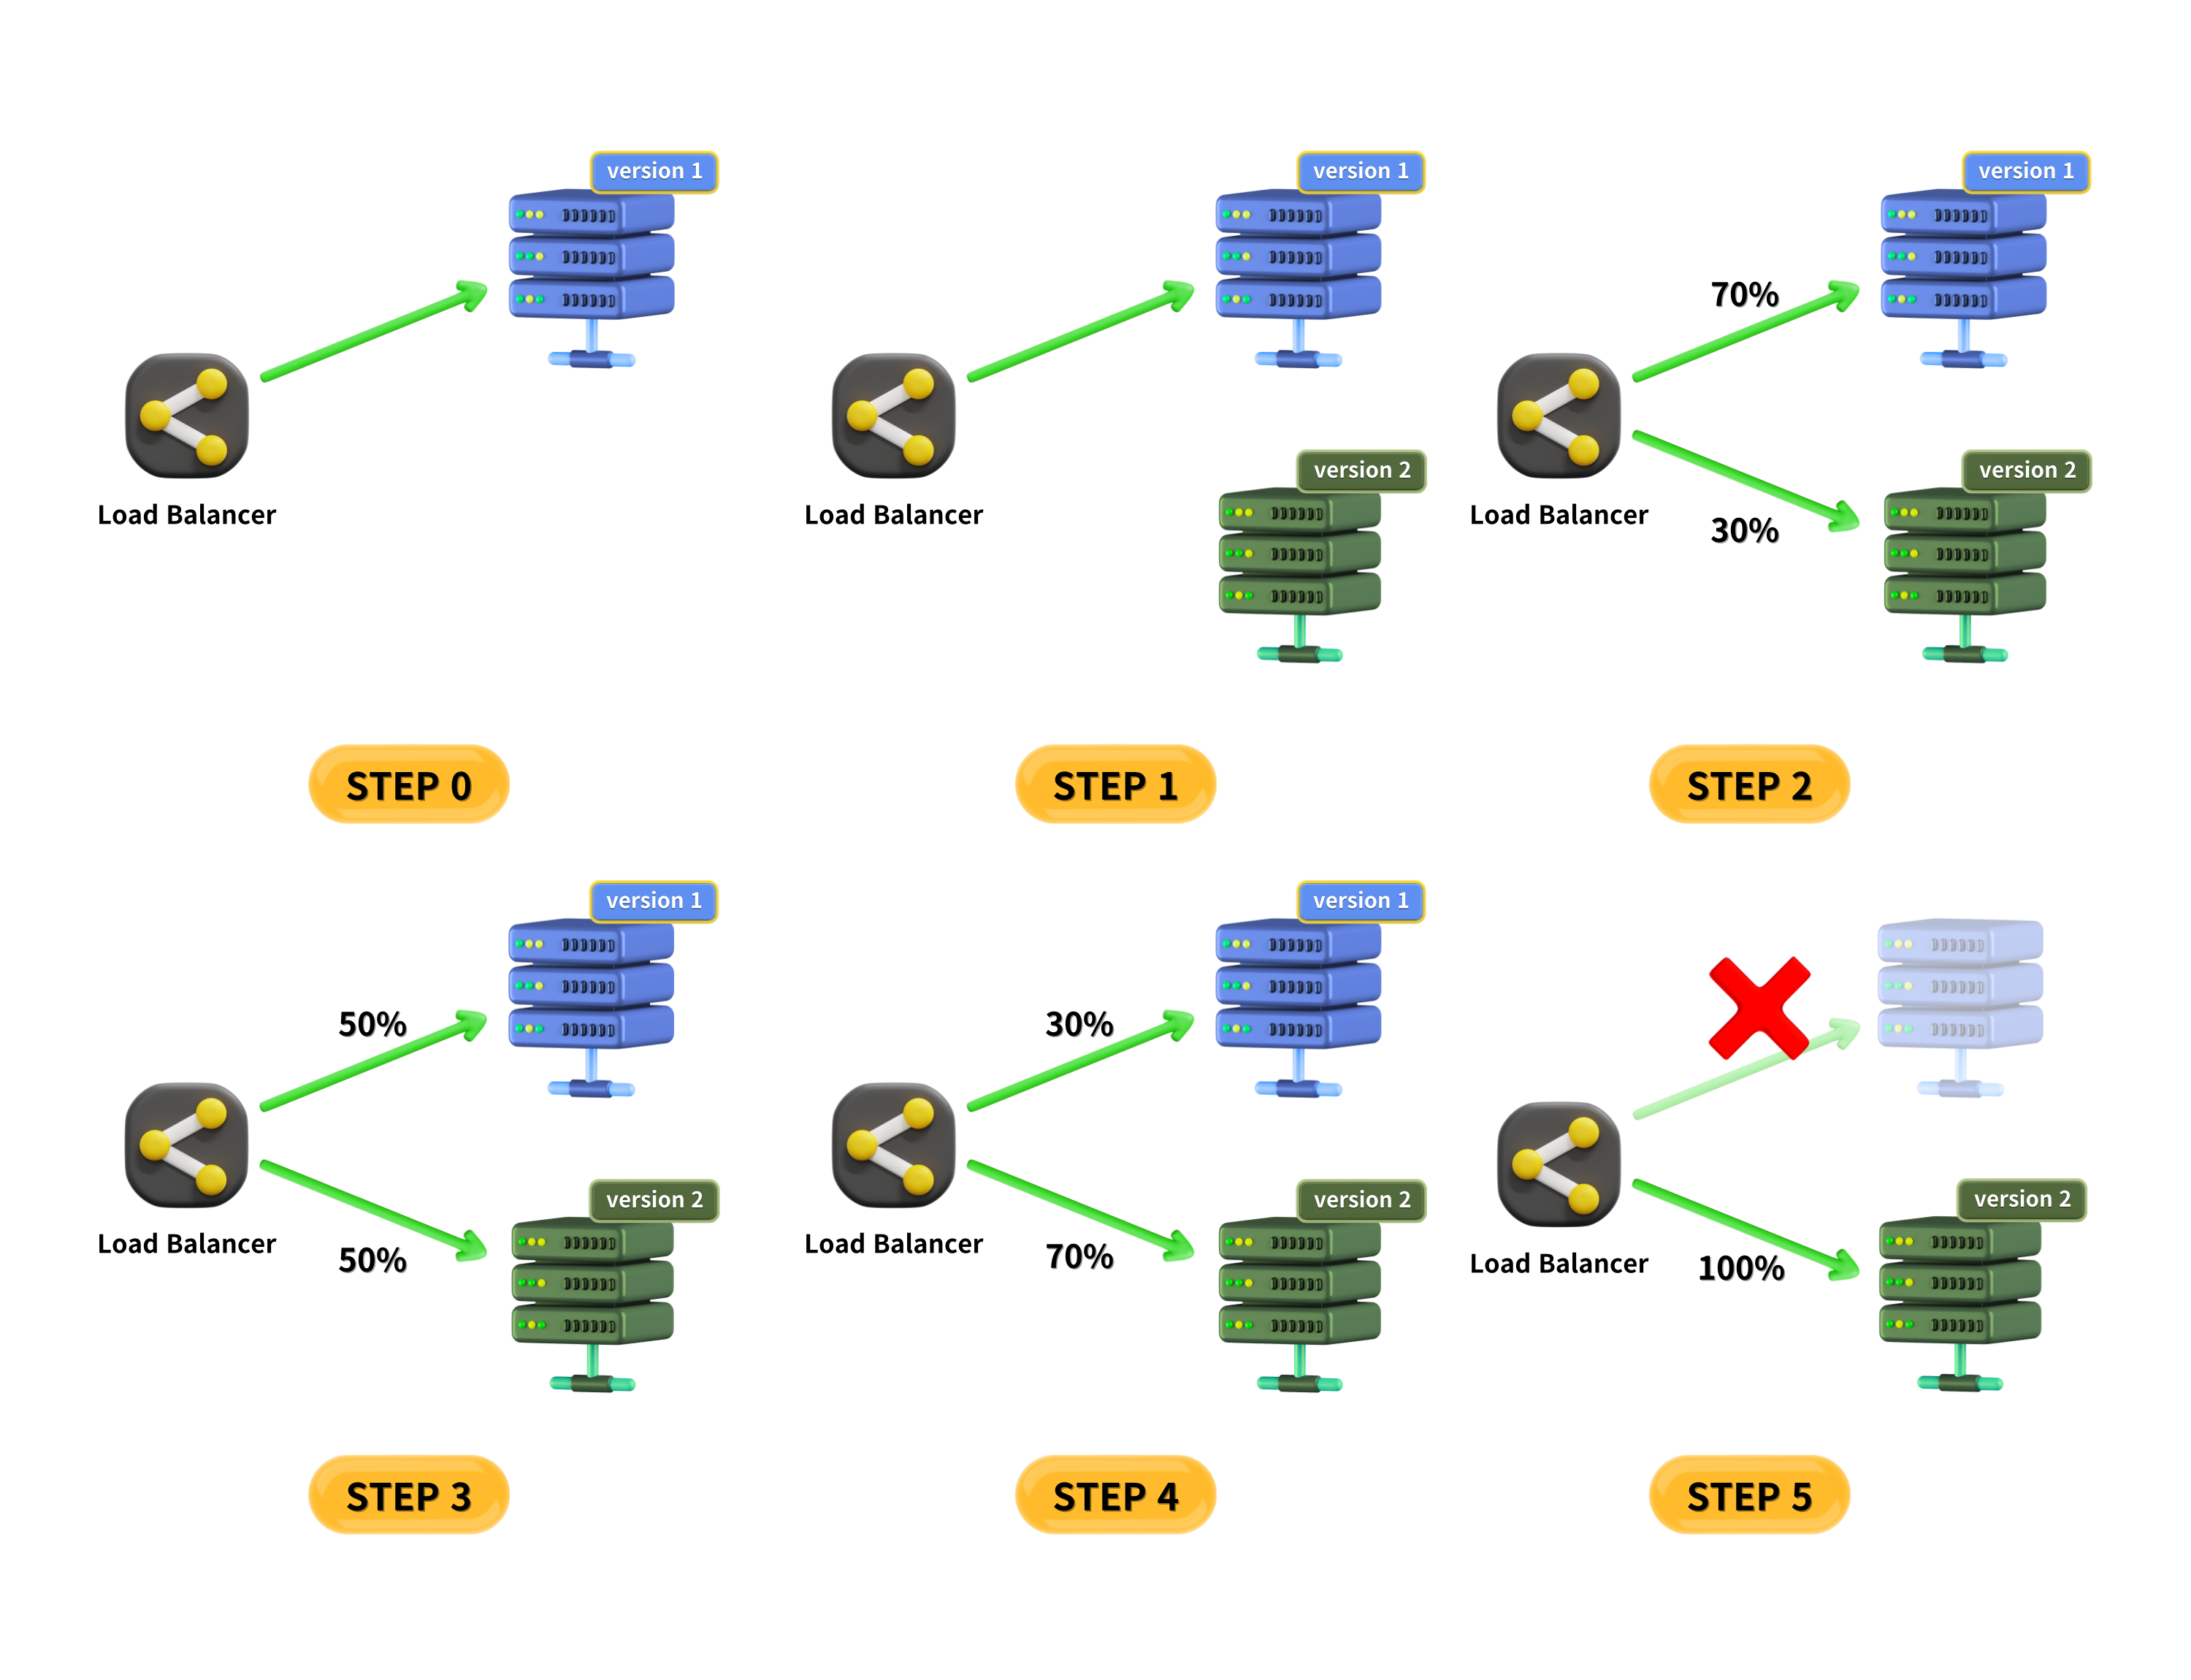 version 1
Load Balancer
STEP 0
version 1
Load Balancer
version 2
STEP 1
version 1
70%
Load Balancer
30%
version 2
STEP 2
version 1
50%
Load Balancer
50%
version 2
STEP 3
version 1
30%
Load Balancer
70%
version 2
STEP 4
Load Balancer
100%
version 2
STEP 5